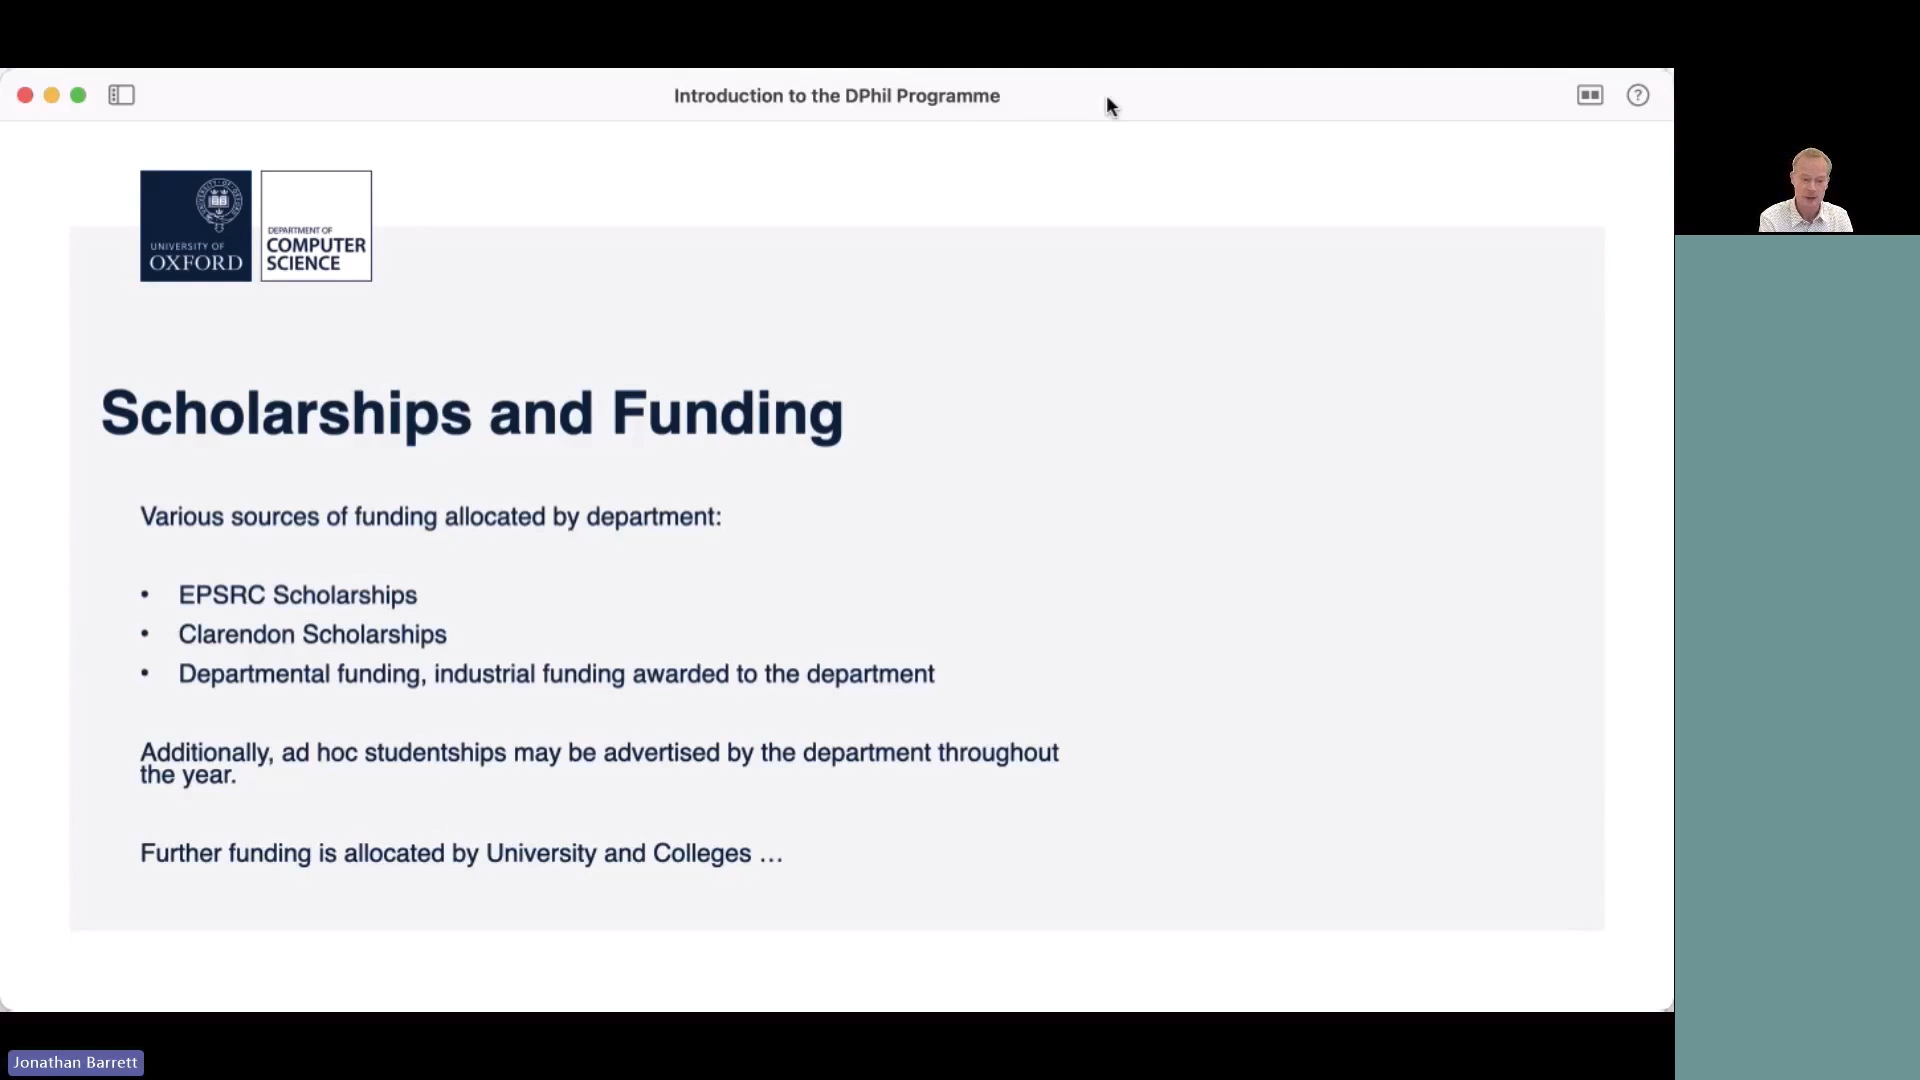 Introduction to the DPhil Programme
?
UNIVERSITY OF
OXFORD
DEPARTMENT OF
COMPUTER
SCIENCE
Scholarships and Funding
Various sources of funding allocated by department:
• EPSRC Scholarships
• Clarendon Scholarships
• Departmental funding, industrial funding awarded to the department
Additionally, ad hoc studentships may be advertised by the department throughout
the year.
Further funding is allocated by University and Colleges …
Jonathan Barrett